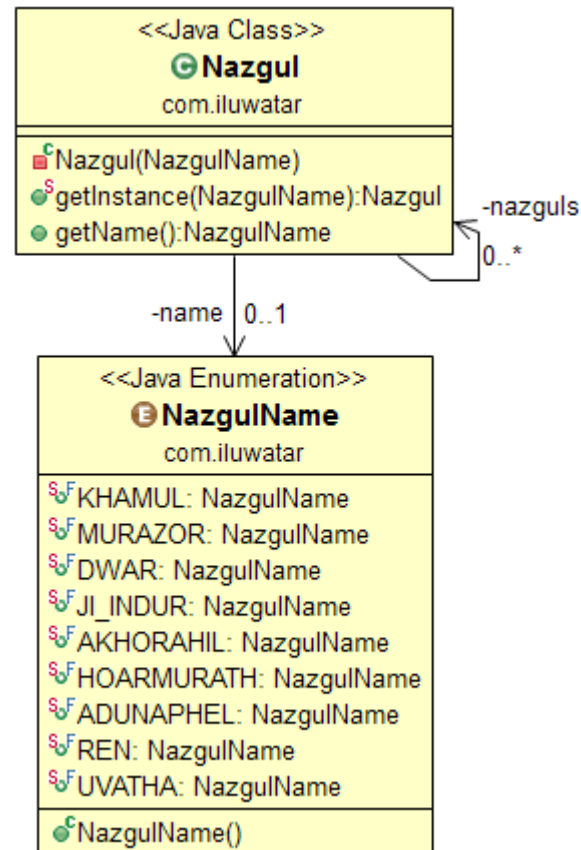 <<Java Class>>
C Nazgul
com.iluwatar
C Nazgul(NazgulName)
S getInstance(NazgulName):Nazgul
getName():NazgulName
-nazguls
0..*
-name 0..1
<<Java Enumeration>>
E NazgulName
com.iluwatar
S F KHAMUL: NazgulName
S F MURAZOR: NazgulName
S F DWAR: NazgulName
S F JI_INDUR: NazgulName
S F AKHORAHIL: NazgulName
S F HOARMURATH: NazgulName
S F ADUNAPHEL: NazgulName
S F REN: NazgulName
S F UVATHA: NazgulName
C NazgulName()